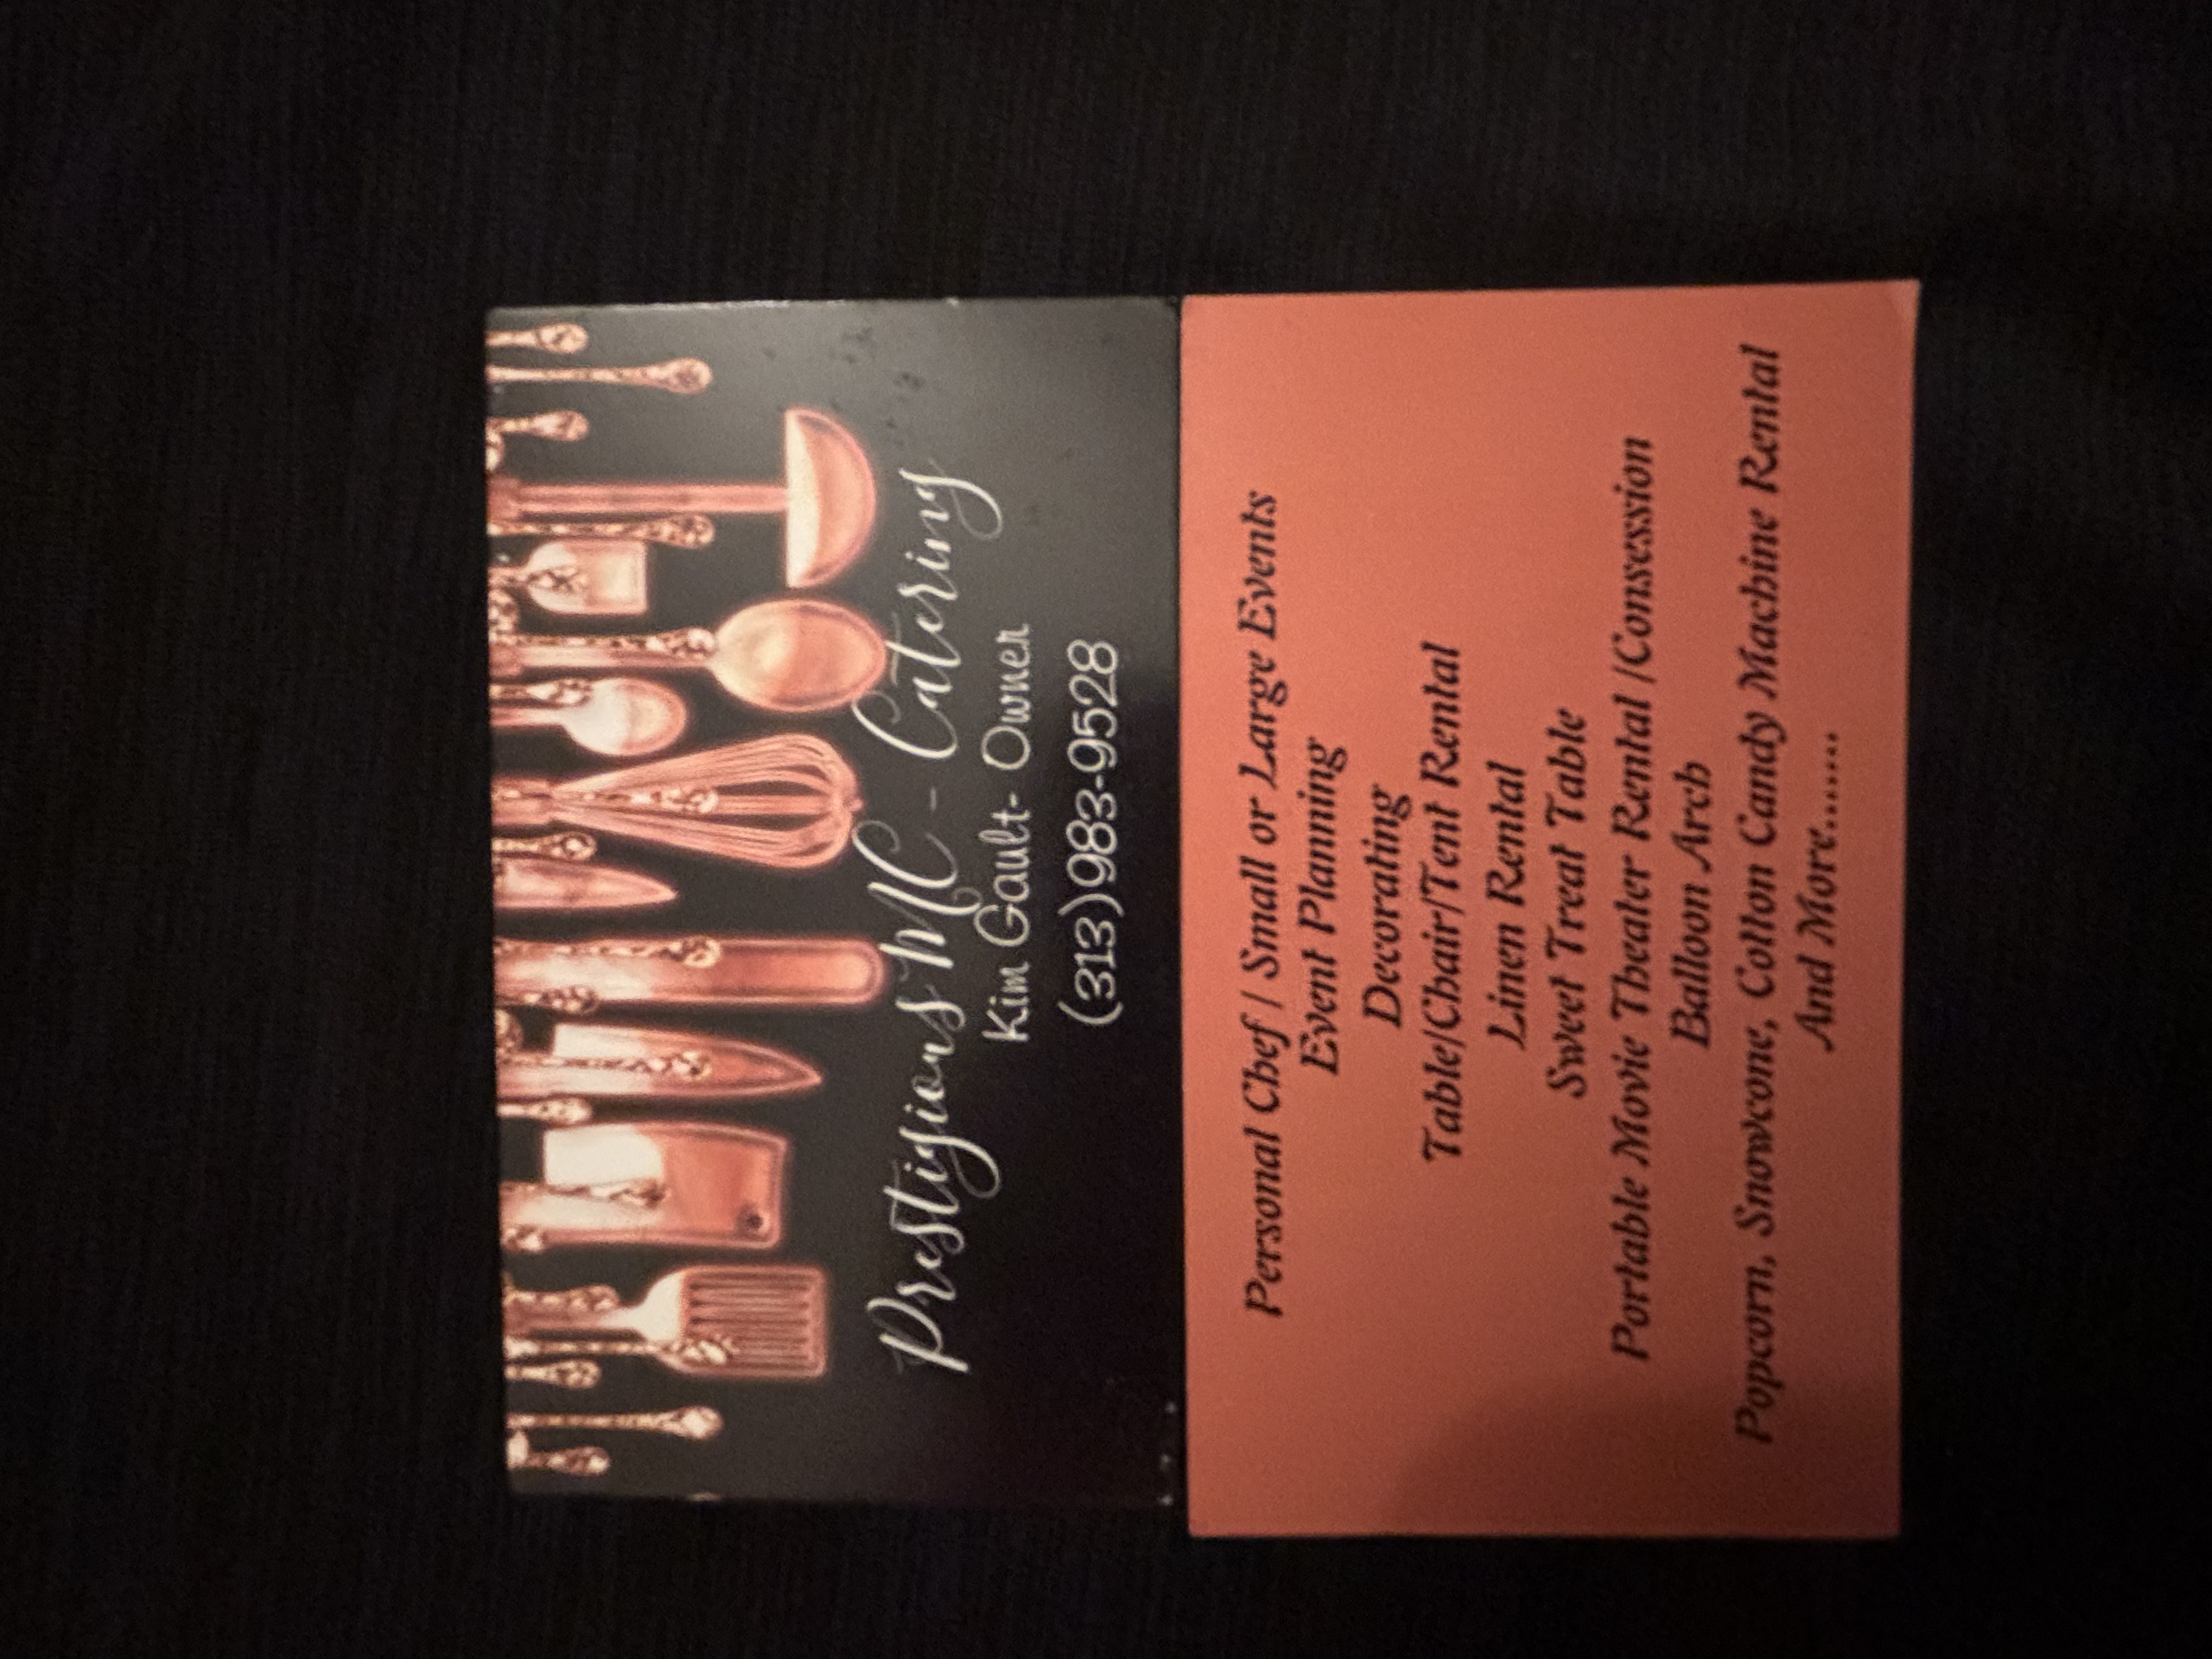 Prestigious MLC - Catering
Kim Gault- Owner
(313)983-9528
Personal Chef / Small or Large Events
Event Planning
Decorating
Table/Chair/Tent Rental
Linen Rental
Sweet Treat Table
Portable Movie Theater Rental /Consession
Balloon Arch
Popcorn, Snowcone, Cotton Candy Machine Rental
And More.......